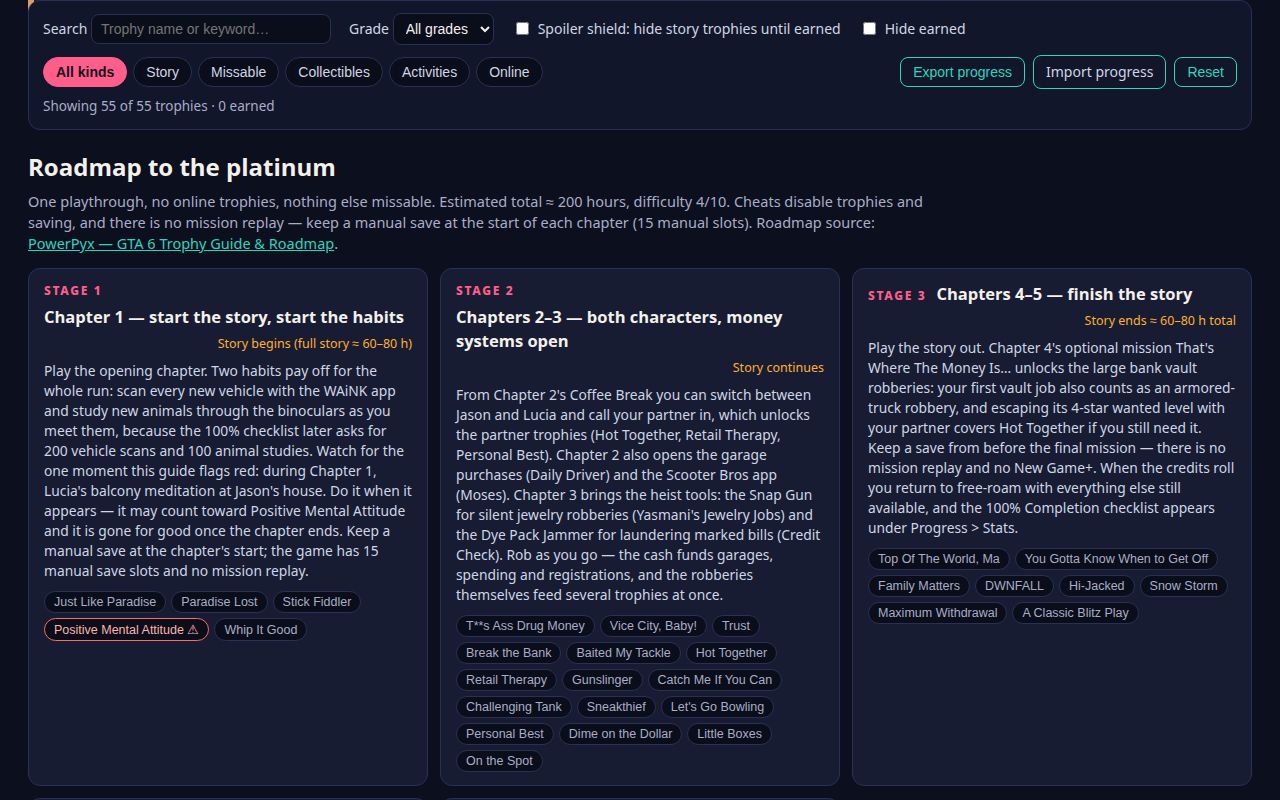 Search Trophy name or keyword… Grade All grades Spoiler shield: hide story trophies until earned Hide earned
All kinds Story Missable Collectibles Activities Online Export progress Import progress Reset
Showing 55 of 55 trophies · 0 earned
Roadmap to the platinum
One playthrough, no online trophies, nothing else missable. Estimated total ≈ 200 hours, difficulty 4/10. Cheats disable trophies and
saving, and there is no mission replay — keep a manual save at the start of each chapter (15 manual slots). Roadmap source:
PowerPyx — GTA 6 Trophy Guide & Roadmap.
STAGE 1
Chapter 1 — start the story, start the habits
Story begins (full story ≈ 60–80 h)
Play the opening chapter. Two habits pay off for the
whole run: scan every new vehicle with the WAiNK app
and study new animals through the binoculars as you
meet them, because the 100% checklist later asks for
200 vehicle scans and 100 animal studies. Watch for the
one moment this guide flags red: during Chapter 1,
Lucia's balcony meditation at Jason's house. Do it when it
appears — it may count toward Positive Mental Attitude
and it is gone for good once the chapter ends. Keep a
manual save at the chapter's start; the game has 15
manual save slots and no mission replay.
Just Like Paradise Paradise Lost Stick Fiddler
Positive Mental Attitude ⚠ Whip It Good
STAGE 2
Chapters 2–3 — both characters, money
systems open
Story continues
From Chapter 2's Coffee Break you can switch between
Jason and Lucia and call your partner in, which unlocks
the partner trophies (Hot Together, Retail Therapy,
Personal Best). Chapter 2 also opens the garage
purchases (Daily Driver) and the Scooter Bros app
(Moses). Chapter 3 brings the heist tools: the Snap Gun
for silent jewelry robberies (Yasmani's Jewelry Jobs) and
the Dye Pack Jammer for laundering marked bills (Credit
Check). Rob as you go — the cash funds garages,
spending and registrations, and the robberies
themselves feed several trophies at once.
T**s Ass Drug Money Vice City, Baby! Trust
Break the Bank Baited My Tackle Hot Together
Retail Therapy Gunslinger Catch Me If You Can
Challenging Tank Sneakthief Let's Go Bowling
Personal Best Dime on the Dollar Little Boxes
On the Spot
STAGE 3 Chapters 4–5 — finish the story
Story ends ≈ 60–80 h total
Play the story out. Chapter 4's optional mission That's
Where The Money Is… unlocks the large bank vault
robberies: your first vault job also counts as an armored-
truck robbery, and escaping its 4-star wanted level with
your partner covers Hot Together if you still need it.
Keep a save from before the final mission — there is no
mission replay and no New Game+. When the credits roll
you return to free-roam with everything else still
available, and the 100% Completion checklist appears
under Progress > Stats.
Top Of The World, Ma You Gotta Know When to Get Off
Family Matters DWNFALL Hi-Jacked Snow Storm
Maximum Withdrawal A Classic Blitz Play